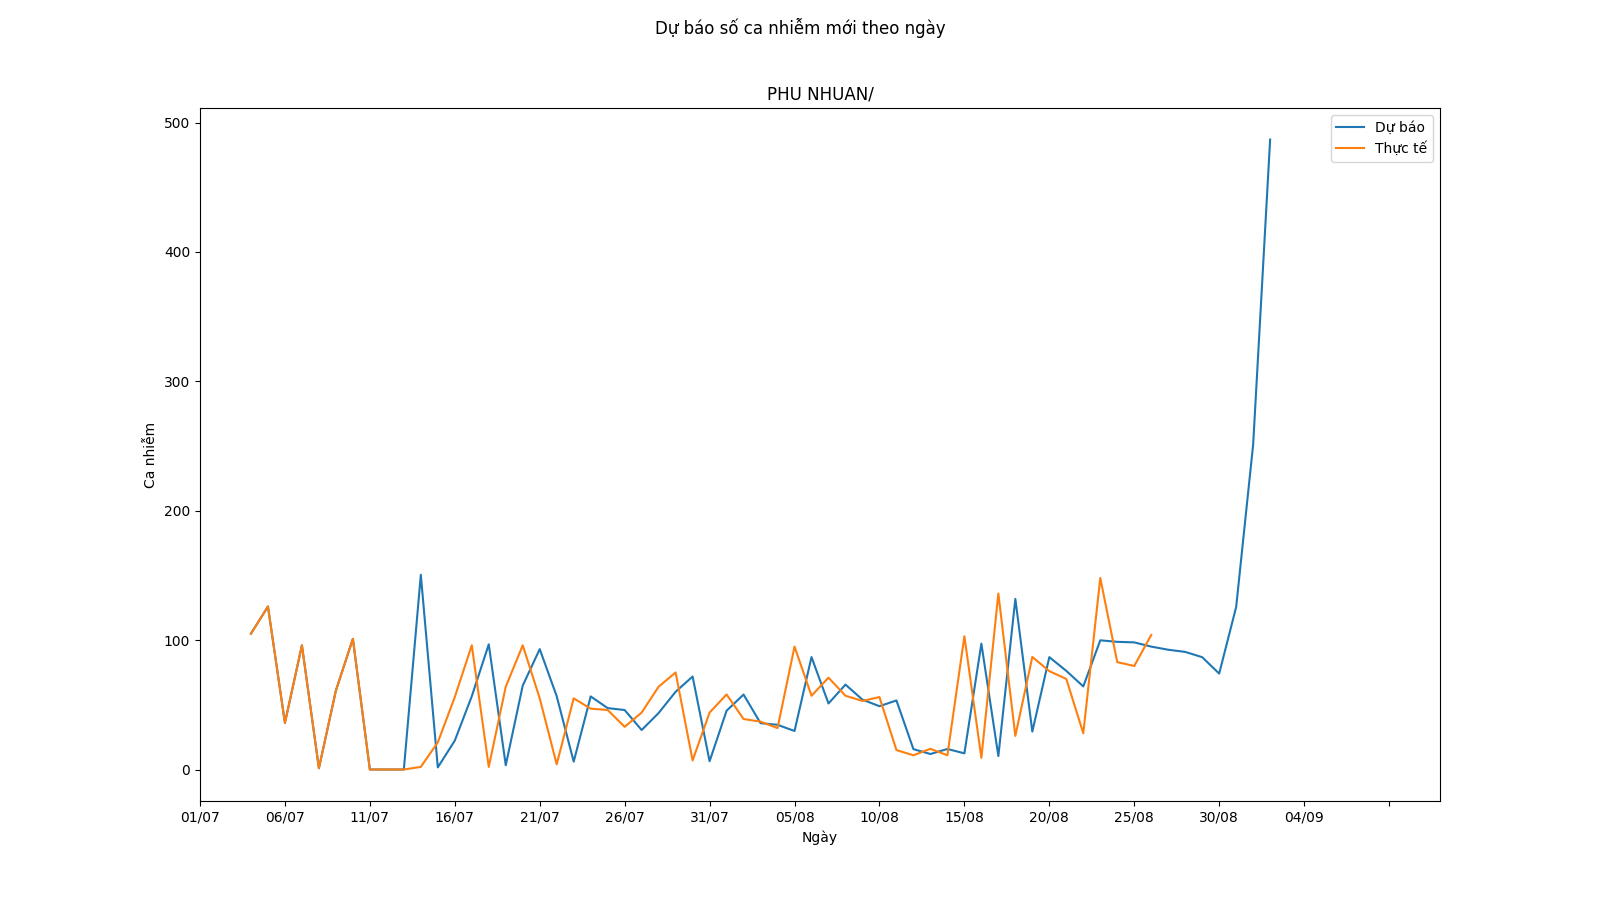 Dự báo số ca nhiễm mới theo ngày
PHU NHUAN/
Dự báo
Thực tế
500
400
300
200
100
0
Ca nhiễm
01/07 06/07 11/07 16/07 21/07 26/07 31/07 05/08 10/08 15/08 20/08 25/08 30/08 04/09
Ngày